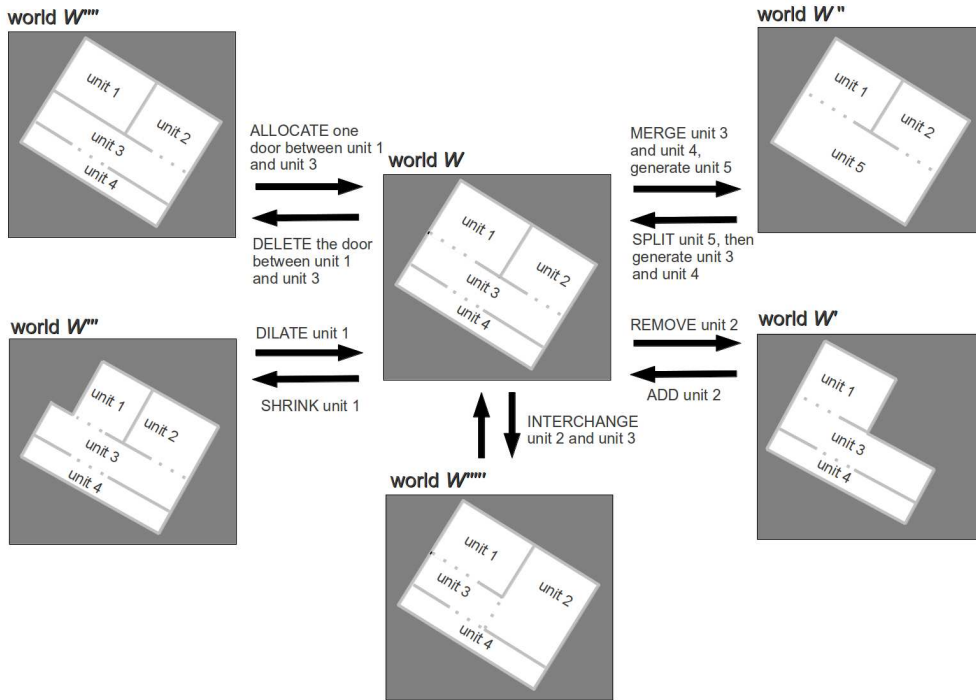 world W''''
unit 1
unit 2
unit 3
unit 4
ALLOCATE one
door between unit 1
and unit 3
DELETE the door
between unit 1
and unit 3
world W
unit 1
unit 2
unit 3
unit 4
MERGE unit 3
and unit 4,
generate unit 5
SPLIT unit 5, then
generate unit 3
and unit 4
world W''
unit 1
unit 2
unit 5
world W'''
unit 1
unit 2
unit 3
unit 4
DILATE unit 1
SHRINK unit 1
REMOVE unit 2
ADD unit 2
world W'
unit 1
unit 3
unit 4
INTERCHANGE
unit 2 and unit 3
world W'''''
unit 1
unit 3
unit 2
unit 4